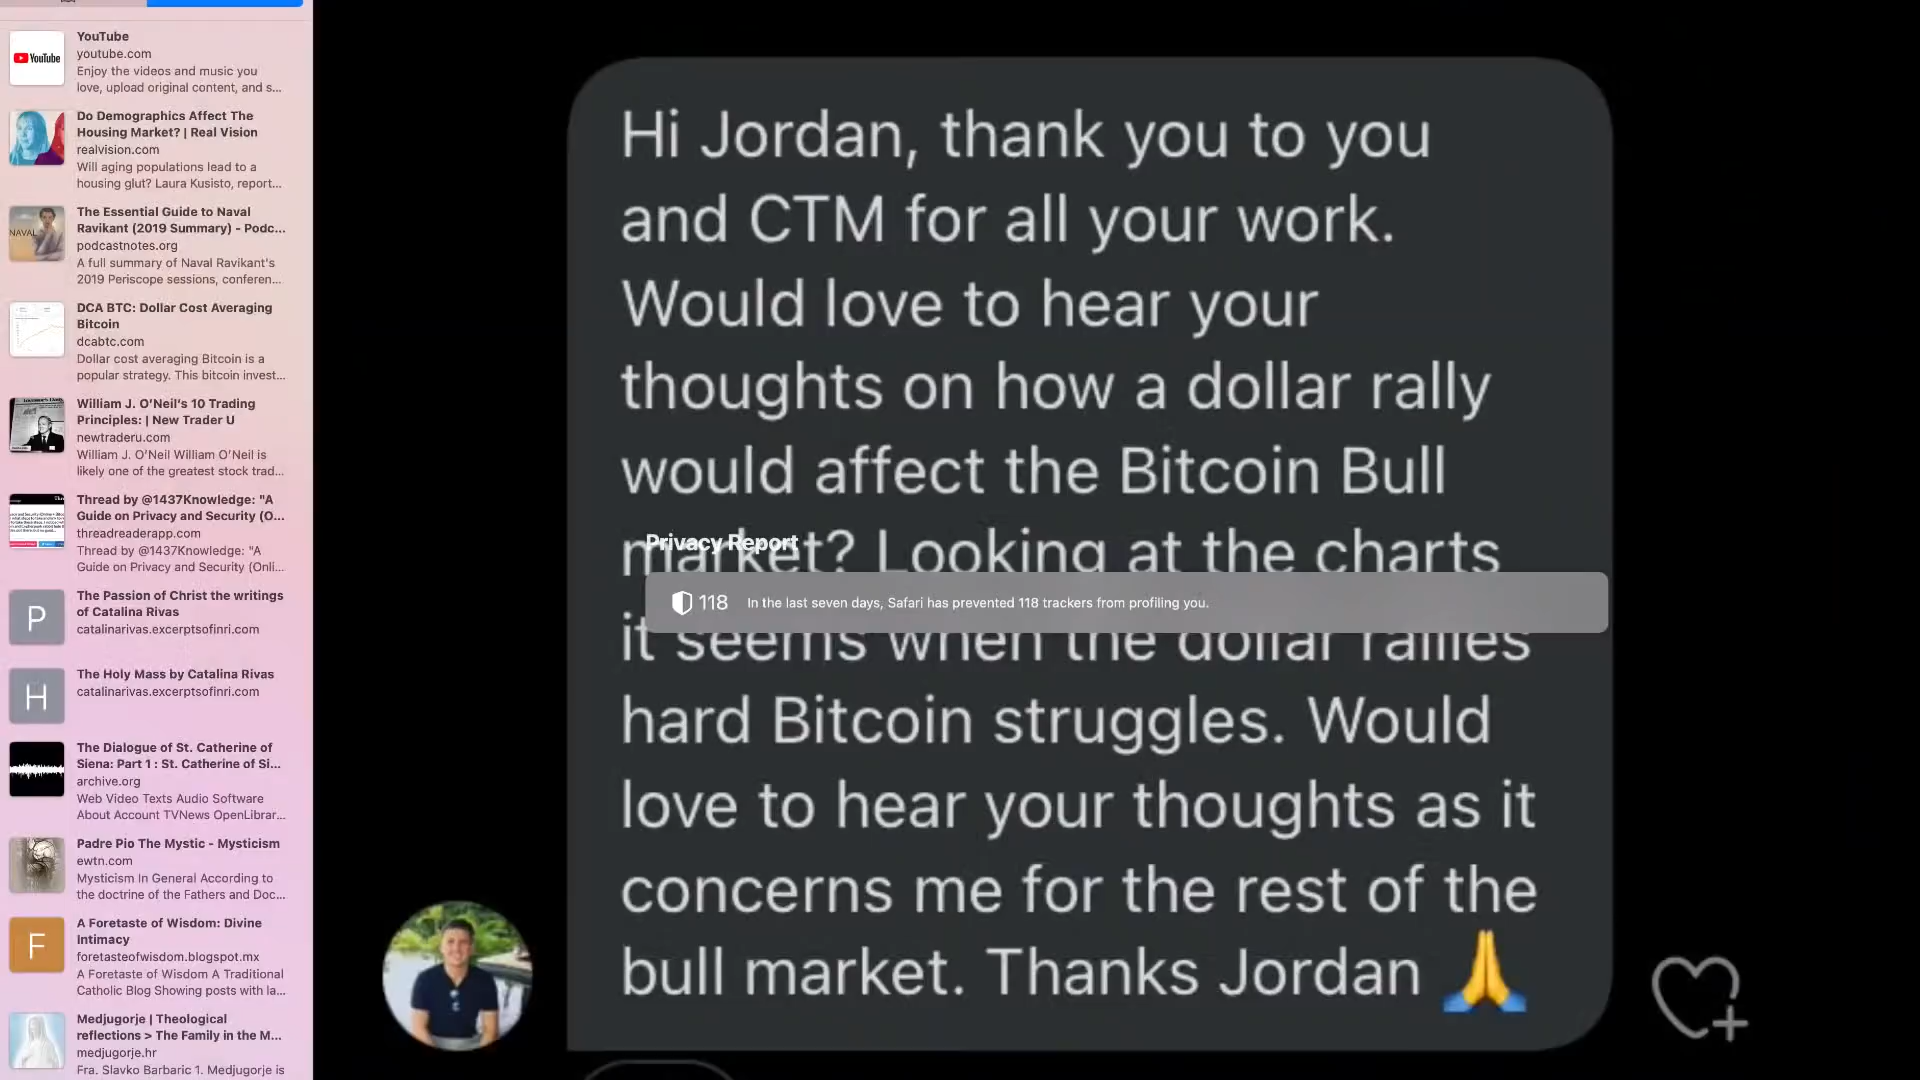 YouTube
youtube.com
Enjoy the videos and music you
love, upload original content, and s...
Do Demographics Affect The
Housing Market? | Real Vision
realvision.com
Will aging populations lead to a
housing glut? Laura Kusisto, report...
The Essential Guide to Naval
Ravikant (2019 Summary) - Podc...
podcastnotes.org
A full summary of Naval Ravikant's
2019 Periscope sessions, conferen...
DCA BTC: Dollar Cost Averaging
Bitcoin
dcabtc.com
Dollar cost averaging Bitcoin is a
popular strategy. This bitcoin invest...
William J. O’Neil’s 10 Trading
Principles: | New Trader U
newtraderu.com
William J. O’Neil William O’Neil is
likely one of the greatest stock trad...
Thread by @1437Knowledge: "A
Guide on Privacy and Security (O...
threadreaderapp.com
Thread by @1437Knowledge: "A
Guide on Privacy and Security (Onli...
P
The Passion of Christ the writings
of Catalina Rivas
catalinarivas.excerptsofinri.com
H
The Holy Mass by Catalina Rivas
catalinarivas.excerptsofinri.com
The Dialogue of St. Catherine of
Siena: Part 1 : St. Catherine of Si...
archive.org
Web Video Texts Audio Software
About Account TVNews OpenLibrar...
Padre Pio The Mystic - Mysticism
ewtn.com
Mysticism In General According to
the doctrine of the Fathers and Doc...
F
A Foretaste of Wisdom: Divine
Intimacy
foretasteofwisdom.blogspot.mx
A Foretaste of Wisdom A Traditional
Catholic Blog Showing posts with la...
Medjugorje | Theological
reflections > The Family in the M...
medjugorje.hr
Fra. Slavko Barbaric 1. Medjugorje is
YouTube
NAVAL
Hi Jordan, thank you to you
and CTM for all your work.
Would love to hear your
thoughts on how a dollar rally
would affect the Bitcoin Bull
market? Looking at the charts
it seems when the dollar rallies
hard Bitcoin struggles. Would
love to hear your thoughts as it
concerns me for the rest of the
bull market. Thanks Jordan 🙏
Privacy Report
118 In the last seven days, Safari has prevented 118 trackers from profiling you.